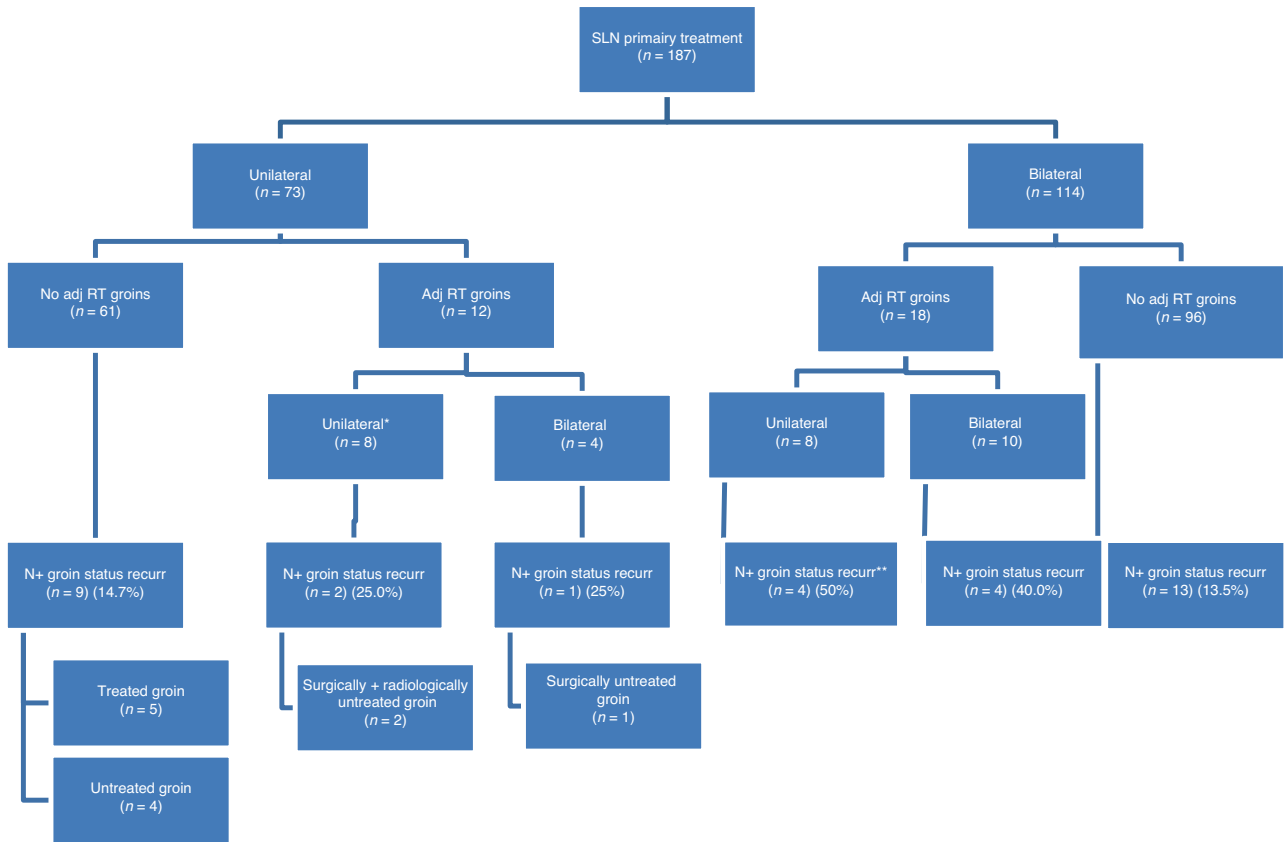 SLN primairy treatment
(n = 187)
Unilateral
(n = 73)
Bilateral
(n = 114)
No adj RT groins
(n = 61)
Adj RT groins
(n = 12)
Adj RT groins
(n = 18)
No adj RT groins
(n = 96)
Unilateral*
(n = 8)
Bilateral
(n = 4)
Unilateral
(n = 8)
Bilateral
(n = 10)
N+ groin status recurr
(n = 9) (14.7%)
N+ groin status recurr
(n = 2) (25.0%)
N+ groin status recurr
(n = 1) (25%)
N+ groin status recurr**
(n = 4) (50%)
N+ groin status recurr
(n = 4) (40.0%)
N+ groin status recurr
(n = 13) (13.5%)
Treated groin
(n = 5)
Surgically + radiologically
untreated groin
(n = 2)
Surgically untreated
groin
(n = 1)
Untreated groin
(n = 4)